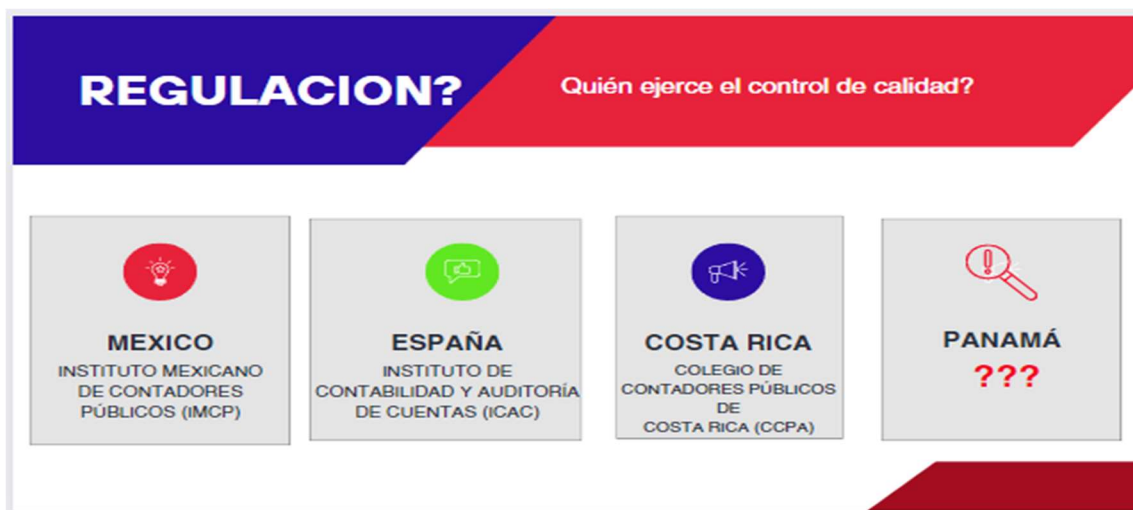 REGULACION?
Quién ejerce el control de calidad?
MEXICO
INSTITUTO MEXICANO
DE CONTADORES
PÚBLICOS (IMCP)
ESPAÑA
INSTITUTO DE
CONTABILIDAD Y AUDITORÍA
DE CUENTAS (ICAC)
COSTA RICA
COLEGIO DE
CONTADORES PÚBLICOS
DE
COSTA RICA (CCPA)
PANAMÁ
???